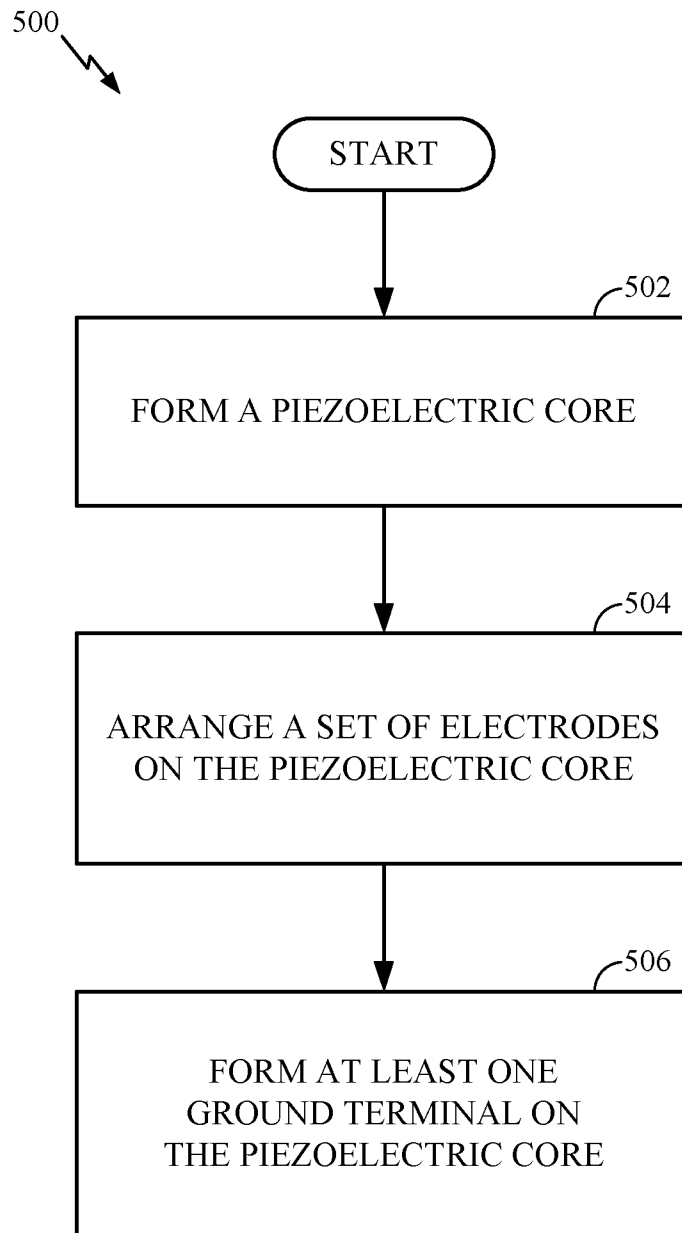 500
START
502
FORM A PIEZOELECTRIC CORE
504
ARRANGE A SET OF ELECTRODES
ON THE PIEZOELECTRIC CORE
506
FORM AT LEAST ONE
GROUND TERMINAL ON
THE PIEZOELECTRIC CORE